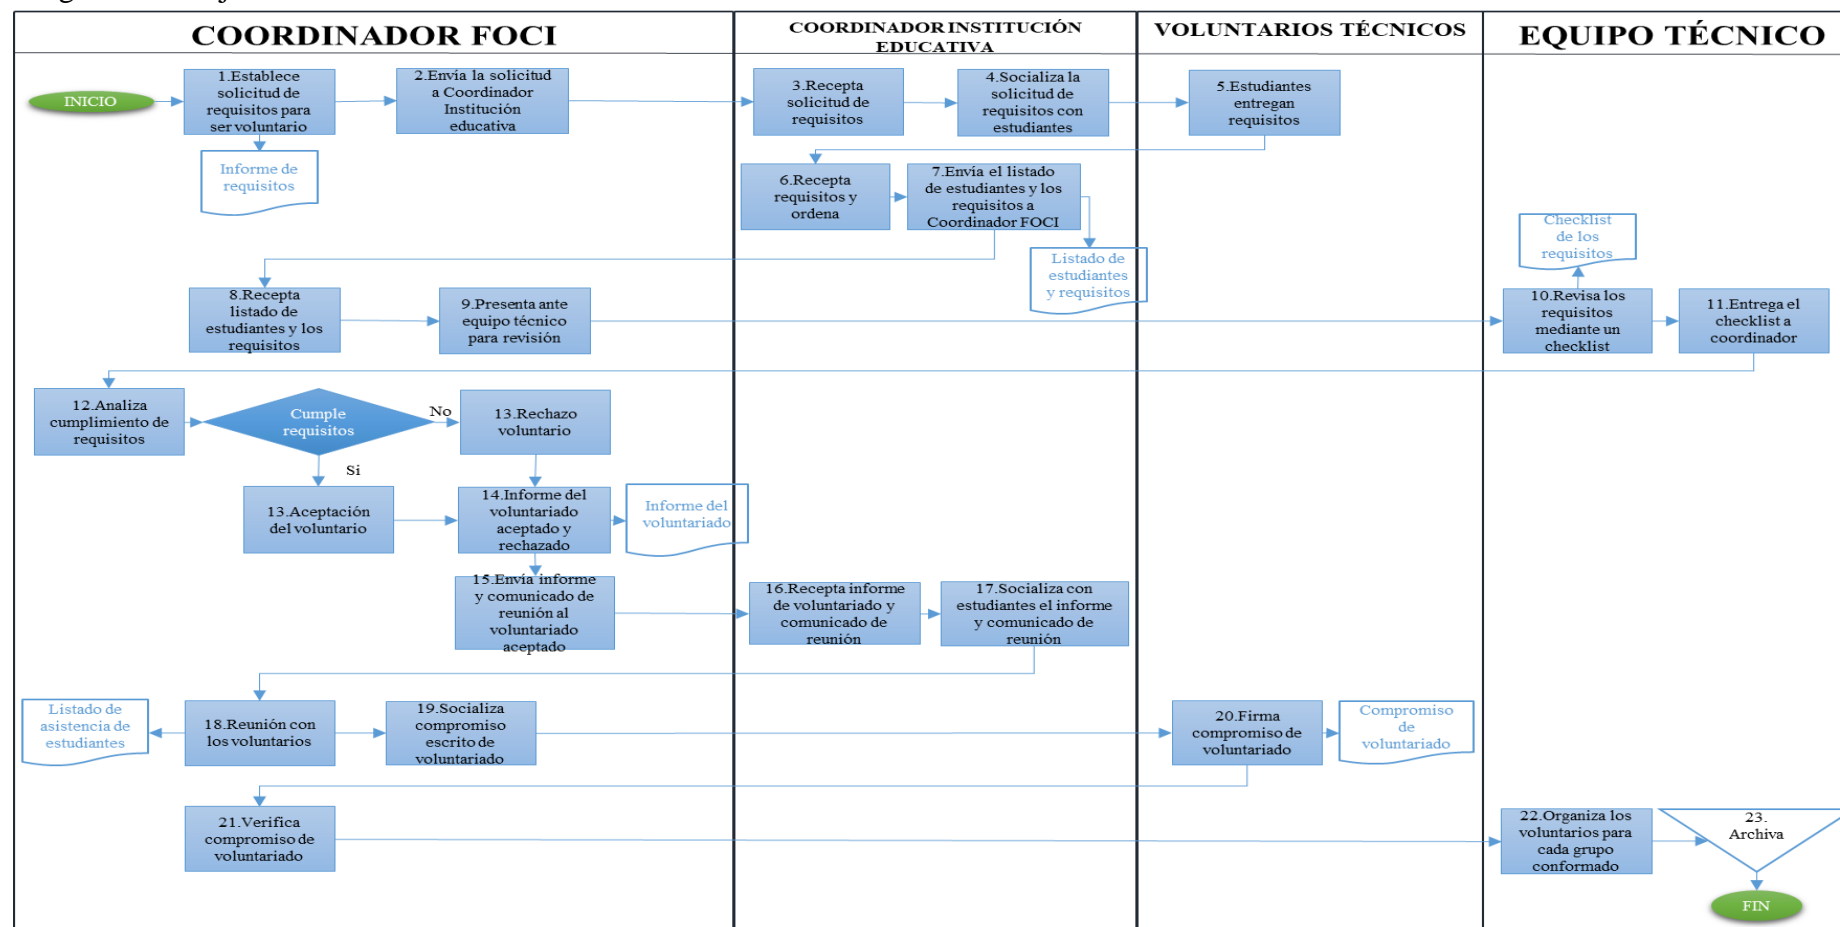 COORDINADOR FOCI
COORDINADOR INSTITUCIÓN
EDUCATIVA
VOLUNTARIOS TÉCNICOS
EQUIPO TÉCNICO
INICIO
1.Establece
solicitud de
requisitos para
ser voluntario
2.Envía la solicitud
a Coordinador
Institución
educativa
3.Recepta
solicitud de
requisitos
4.Socializa la
solicitud de
requisitos con
estudiantes
5.Estudiantes
entregan
requisitos
Informe de
requisitos
6.Recepta
requisitos y
ordena
7.Envía el listado
de estudiantes y los
requisitos a
Coordinador FOCI
Listado de
estudiantes
y requisitos
Checklist
de los
requisitos
8.Recepta
listado de
estudiantes y los
requisitos
9.Presenta ante
equipo técnico
para revisión
10.Revisa los
requisitos
mediante un
checklist
11.Entrega el
checklist a
coordinador
12.Analiza
cumplimiento de
requisitos
Cumple
requisitos
No
13.Rechazo
voluntario
Si
13.Aceptación
del voluntario
14.Informe del
voluntariado
aceptado y
rechazado
Informe del
voluntariado
15.Envía informe
y comunicado de
reunión al
voluntariado
aceptado
16.Recepta informe
de voluntariado y
comunicado de
reunión
17.Socializa con
estudiantes el informe
y comunicado de
reunión
Listado de
asistencia de
estudiantes
18.Reunión con
los voluntarios
19.Socializa
compromiso
escrito de
voluntariado
20.Firma
compromiso de
voluntariado
Compromiso
de
voluntariado
21.Verifica
compromiso de
voluntariado
22.Organiza los
voluntarios para
cada grupo
conformado
23.
Archiva
FIN